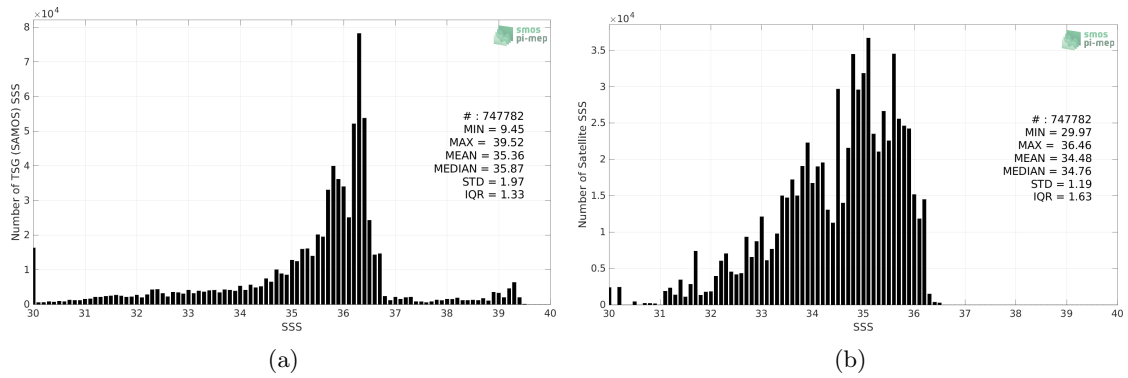 ×10⁴
smos
pi-mep
Number of TSG (SAMOS) SSS
8
7
6
5
4
3
2
1
0
# : 747782
MIN = 9.45
MAX = 39.52
MEAN = 35.36
MEDIAN = 35.87
STD = 1.97
IQR = 1.33
30 31 32 33 34 35 36 37 38 39 40
SSS
(a)
×10⁴
smos
pi-mep
Number of Satellite SSS
3.5
3
2.5
2
1.5
1
0.5
0
# : 747782
MIN = 29.97
MAX = 36.46
MEAN = 34.48
MEDIAN = 34.76
STD = 1.19
IQR = 1.63
30 31 32 33 34 35 36 37 38 39 40
SSS
(b)